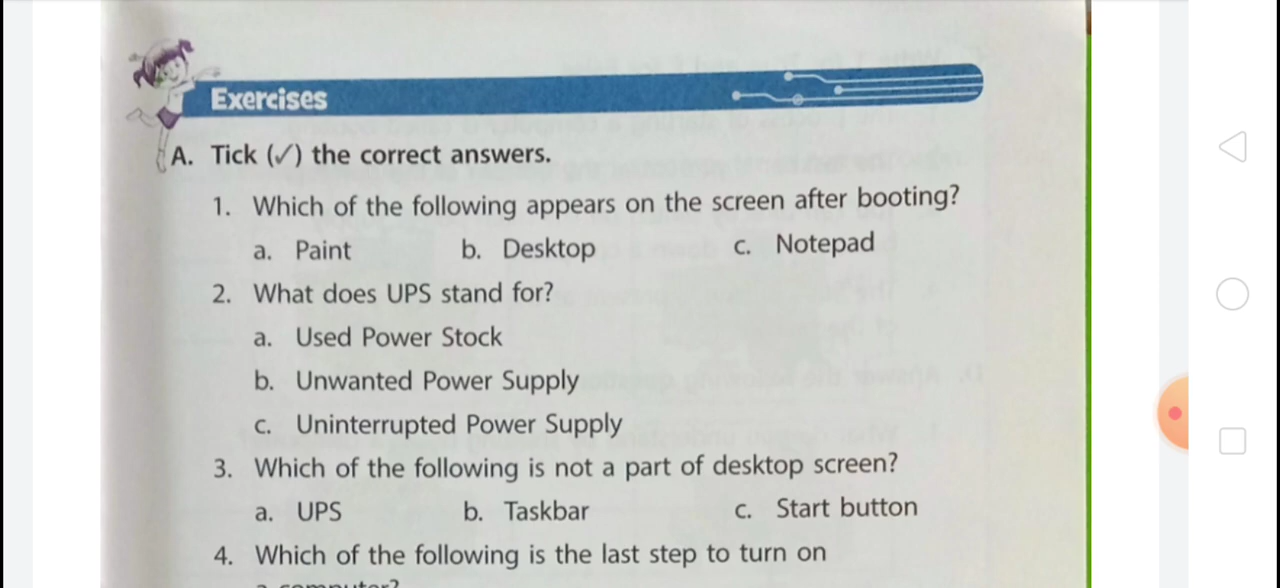 Exercises
A. Tick (✓) the correct answers.
1. Which of the following appears on the screen after booting?
a. Paint b. Desktop c. Notepad
2. What does UPS stand for?
a. Used Power Stock
b. Unwanted Power Supply
c. Uninterrupted Power Supply
3. Which of the following is not a part of desktop screen?
a. UPS b. Taskbar c. Start button
4. Which of the following is the last step to turn on
a computer?